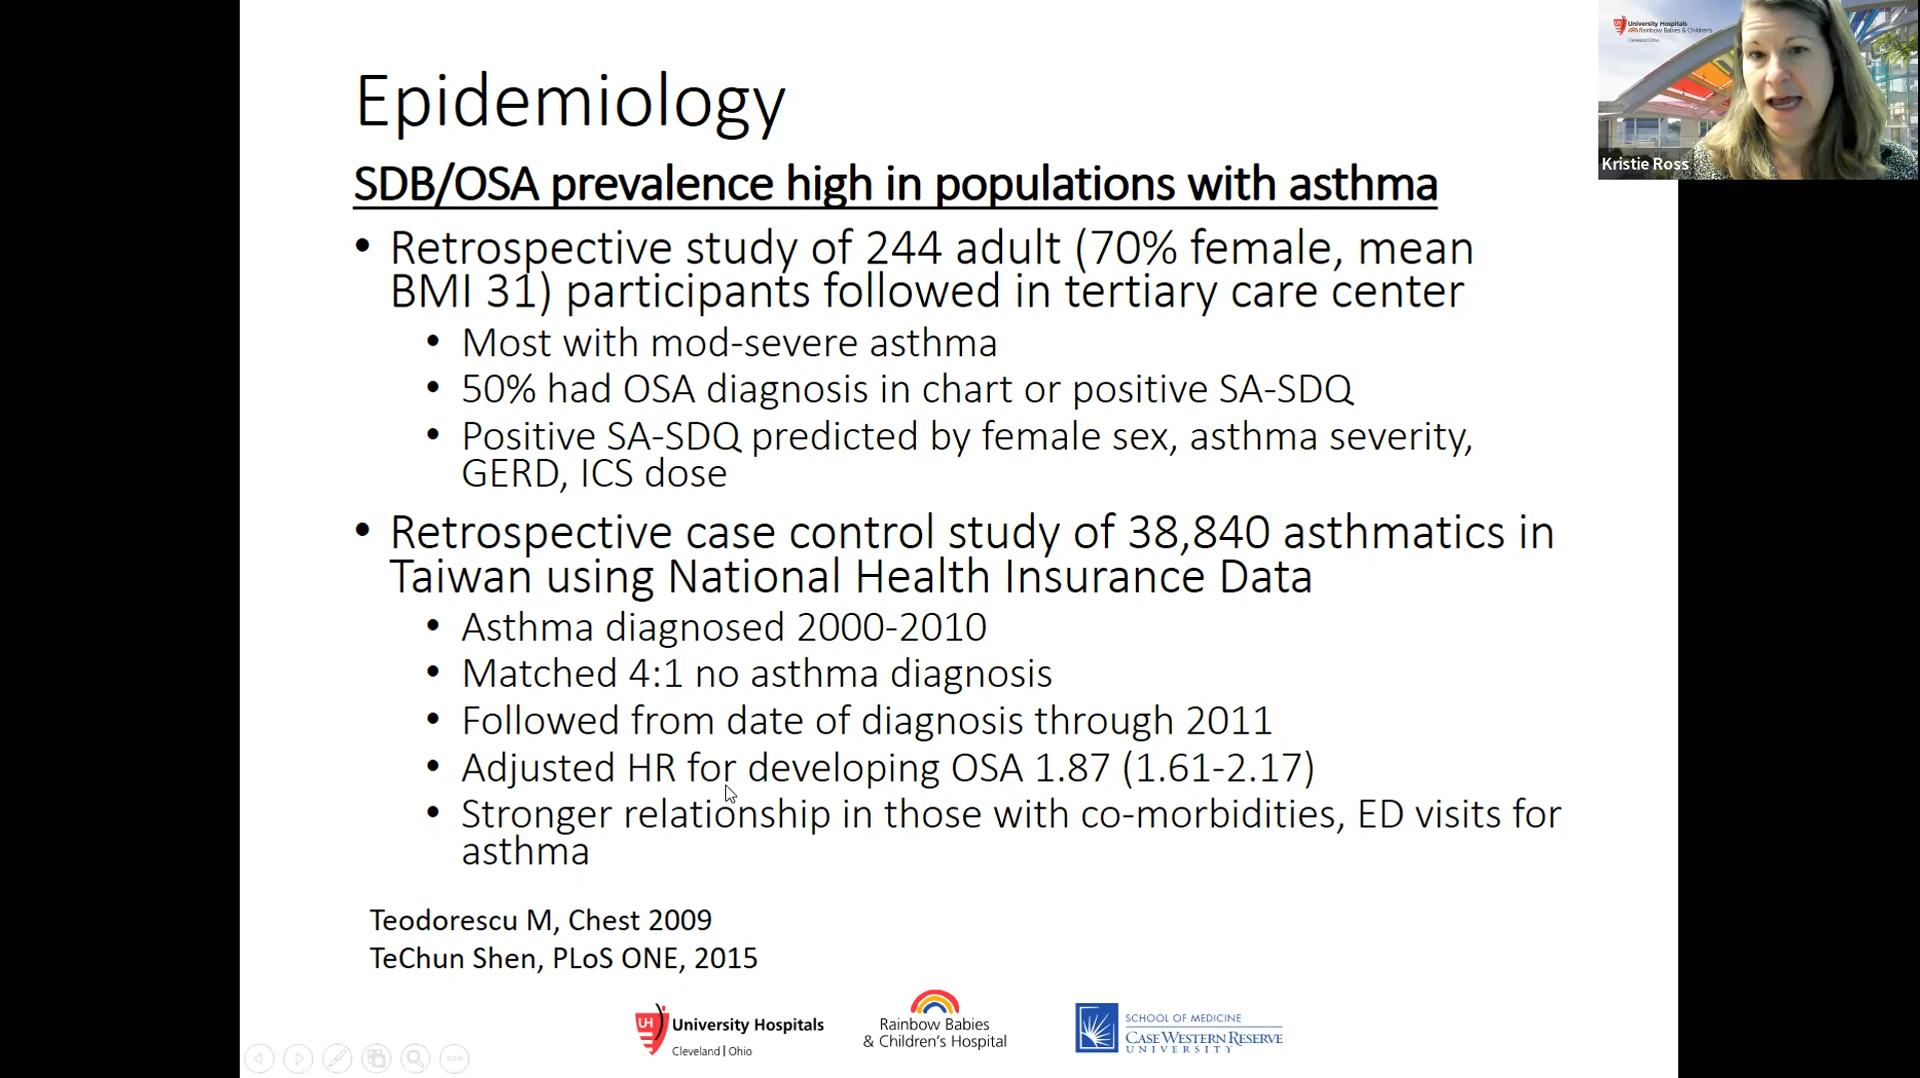 Epidemiology
SDB/OSA prevalence high in populations with asthma
• Retrospective study of 244 adult (70% female, mean
BMI 31) participants followed in tertiary care center
• Most with mod-severe asthma
• 50% had OSA diagnosis in chart or positive SA-SDQ
• Positive SA-SDQ predicted by female sex, asthma severity,
GERD, ICS dose
• Retrospective case control study of 38,840 asthmatics in
Taiwan using National Health Insurance Data
• Asthma diagnosed 2000-2010
• Matched 4:1 no asthma diagnosis
• Followed from date of diagnosis through 2011
• Adjusted HR for developing OSA 1.87 (1.61-2.17)
• Stronger relationship in those with co-morbidities, ED visits for
asthma
Teodorescu M, Chest 2009
TeChun Shen, PLoS ONE, 2015
UH University Hospitals
Cleveland | Ohio
Rainbow Babies
& Children's Hospital
SCHOOL OF MEDICINE
CASE WESTERN RESERVE
UNIVERSITY
University Hospitals
Rainbow Babies & Children's
Kristie Ross